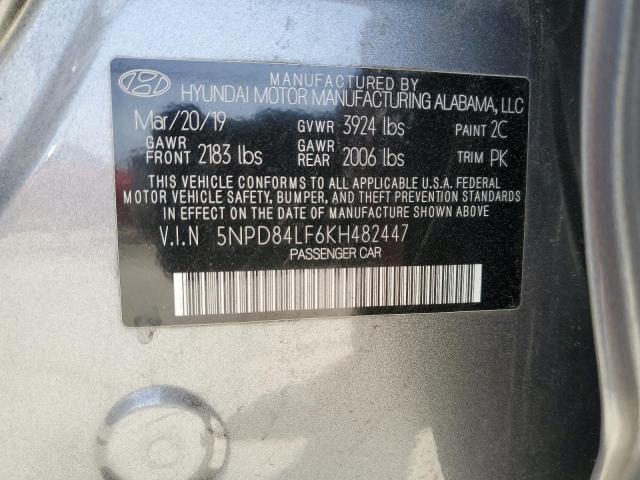 MANUFACTURED BY
HYUNDAI MOTOR MANUFACTURING ALABAMA, LLC
Mar/20/19 GVWR 3924 lbs PAINT 2C
GAWR FRONT 2183 lbs GAWR REAR 2006 lbs TRIM PK
THIS VEHICLE CONFORMS TO ALL APPLICABLE U.S.A. FEDERAL
MOTOR VEHICLE SAFETY, BUMPER, AND THEFT PREVENTION STANDARDS
IN EFFECT ON THE DATE OF MANUFACTURE SHOWN ABOVE.
V.I.N 5NPD84LF6KH482447
PASSENGER CAR